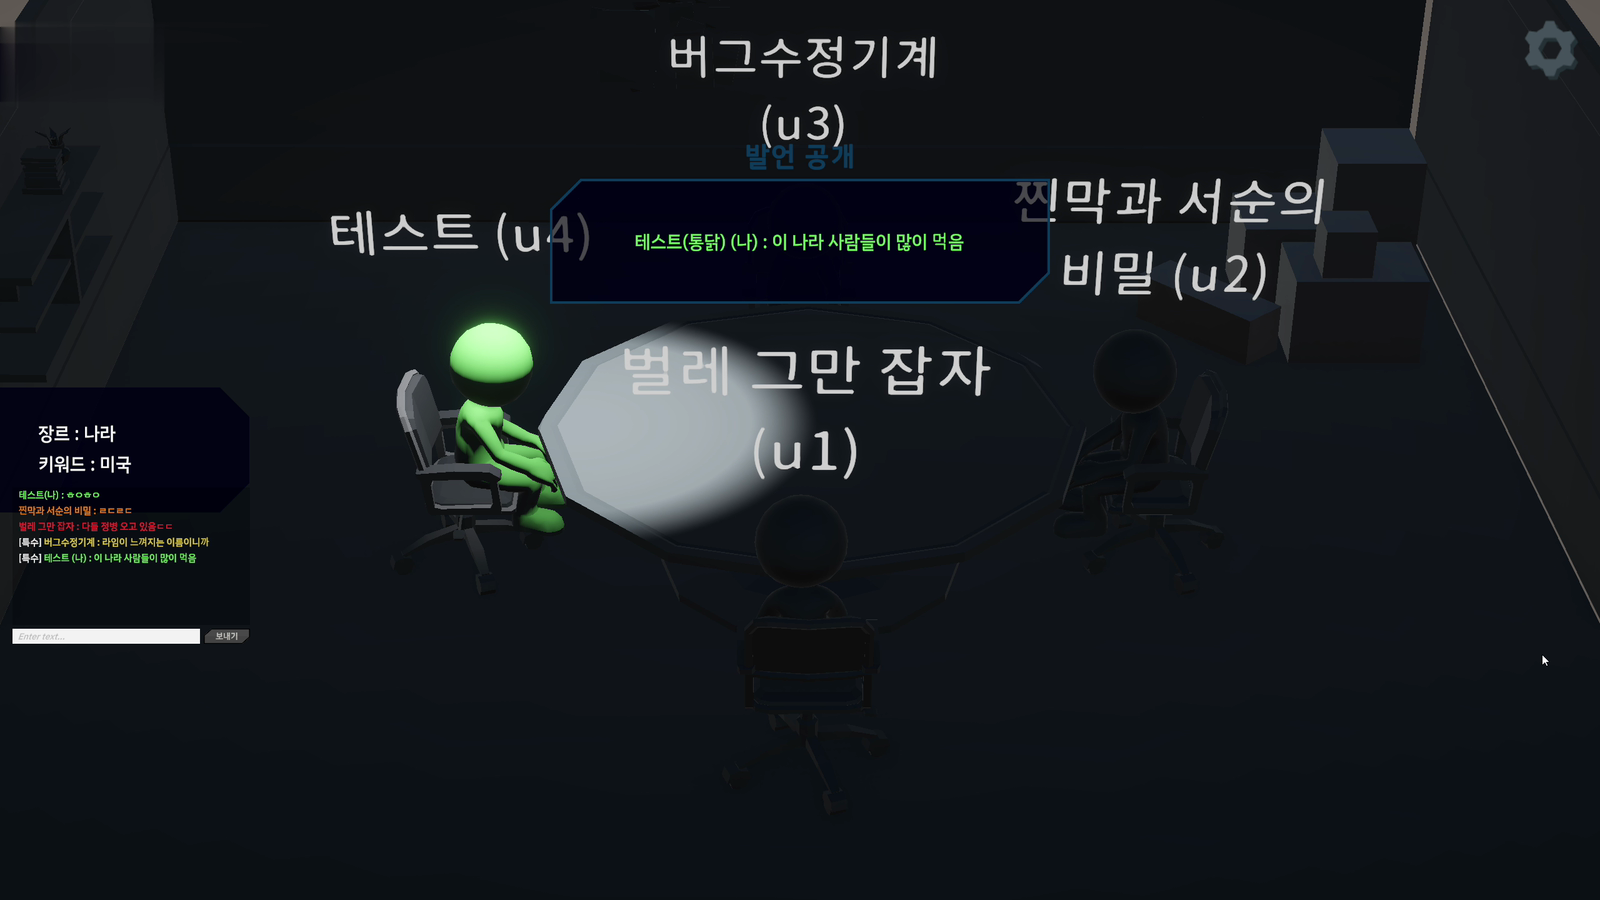 버그수정기계
(u3)
발언 공개
테스트 (u4)
테스트(통닭) (나) : 이 나라 사람들이 많이 먹음
찐막과 서순의
비밀 (u2)
벌레 그만 잡자
(u1)
장르 : 나라
키워드 : 미국
테스트(나) : ㅎㅇㅎㅇ
찐막과 서순의 비밀 : ㄹㄷㄹㄷ
벌레 그만 잡자 : 다들 정병 오고 있음ㄷㄷ
[특수] 버그수정기계 : 라임이 느껴지는 이름이니까
[특수] 테스트 (나) : 이 나라 사람들이 많이 먹음
Enter text...
보내기